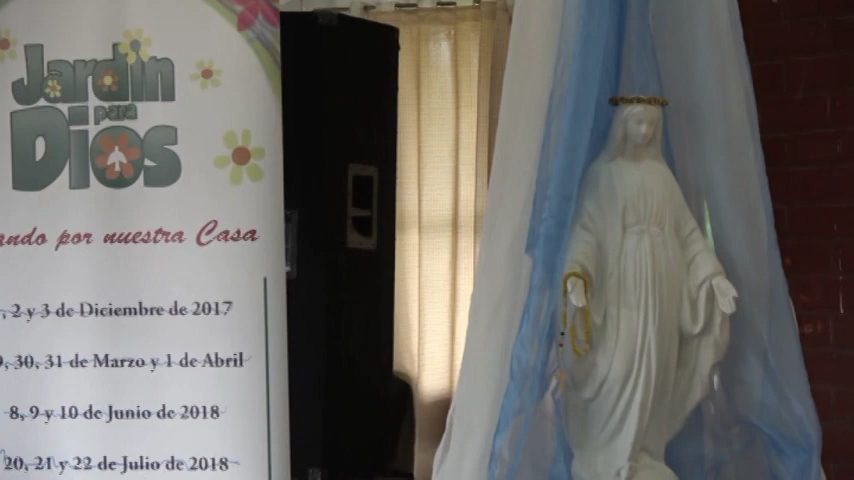 Jardín
para
Dios
ando por nuestra Casa
, 2 y 3 de Diciembre de 2017
, 30, 31 de Marzo y 1 de Abril
8, 9 y 10 de Junio de 2018
20, 21 y 22 de Julio de 2018